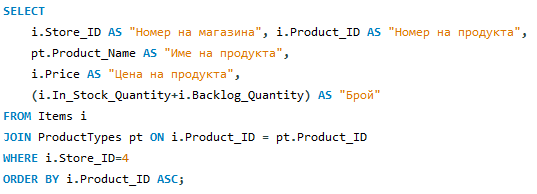 SELECT
i.Store_ID AS "Номер на магазина", i.Product_ID AS "Номер на продукта",
pt.Product_Name AS "Име на продукта",
i.Price AS "Цена на продукта",
(i.In_Stock_Quantity+i.Backlog_Quantity) AS "Брой"
FROM Items i
JOIN ProductTypes pt ON i.Product_ID = pt.Product_ID
WHERE i.Store_ID=4
ORDER BY i.Product_ID ASC;